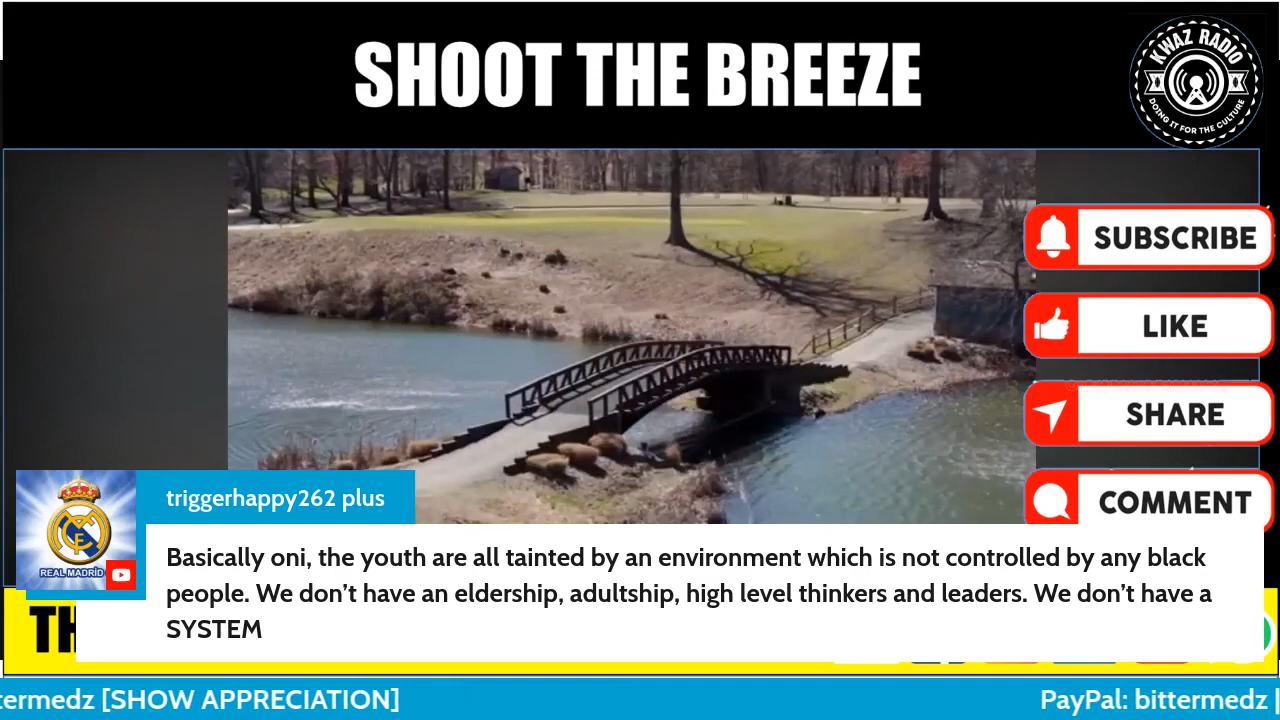 SHOOT THE BREEZE
KWAZ RADIO
DOING IT FOR THE CULTURE
SUBSCRIBE
LIKE
SHARE
COMMENT
triggerhappy262 plus
REAL MADRID
Basically oni, the youth are all tainted by an environment which is not controlled by any black
people. We don’t have an eldership, adultship, high level thinkers and leaders. We don’t have a
SYSTEM
TH
termedz [SHOW APPRECIATION] PayPal: bittermedz |